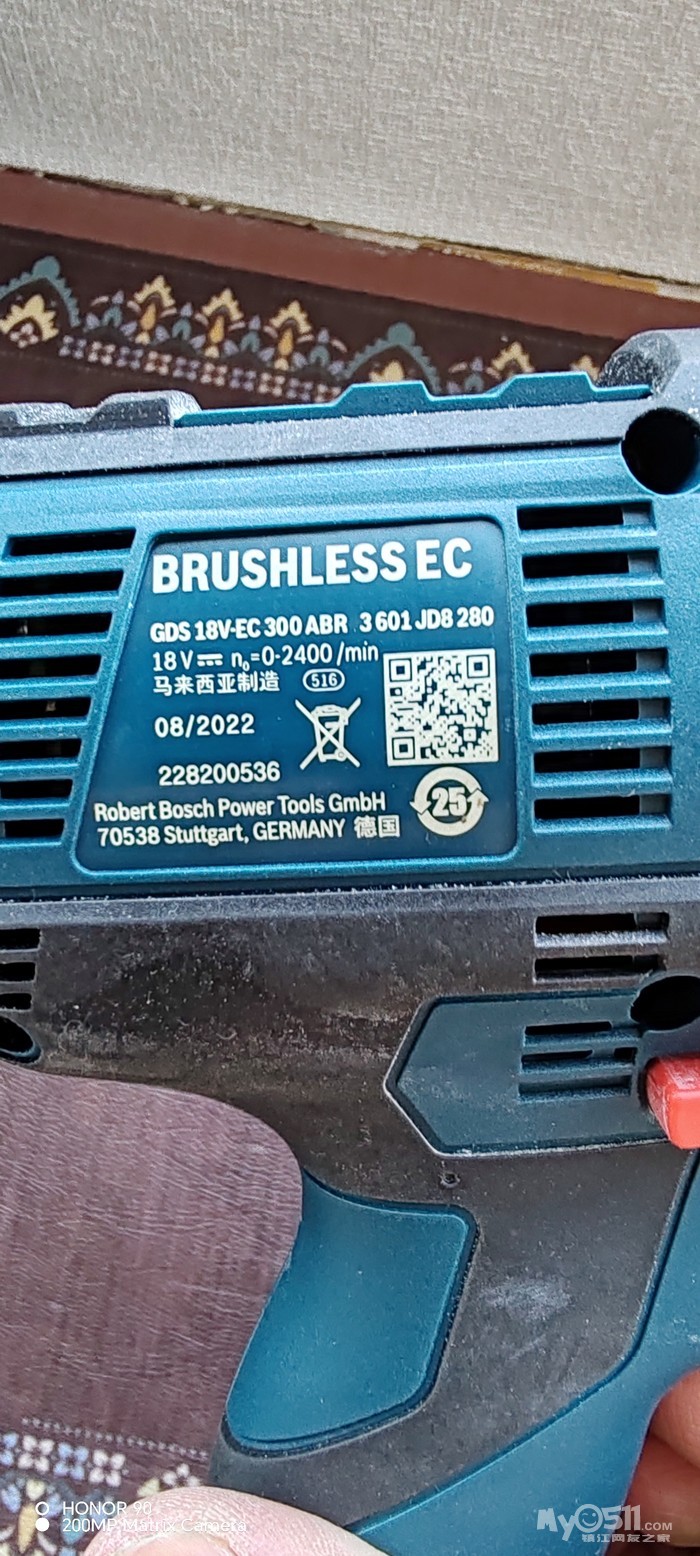 BRUSHLESS EC
GDS 18V-EC 300 ABR 3 601 JD8 280
18 V n₀=0-2400 /min
马来西亚制造 516
08/2022
228200536
Robert Bosch Power Tools GmbH
70538 Stuttgart, GERMANY 德国
25
HONOR 90
200MP Matrix Camera
My0511.COM
镇江网友之家